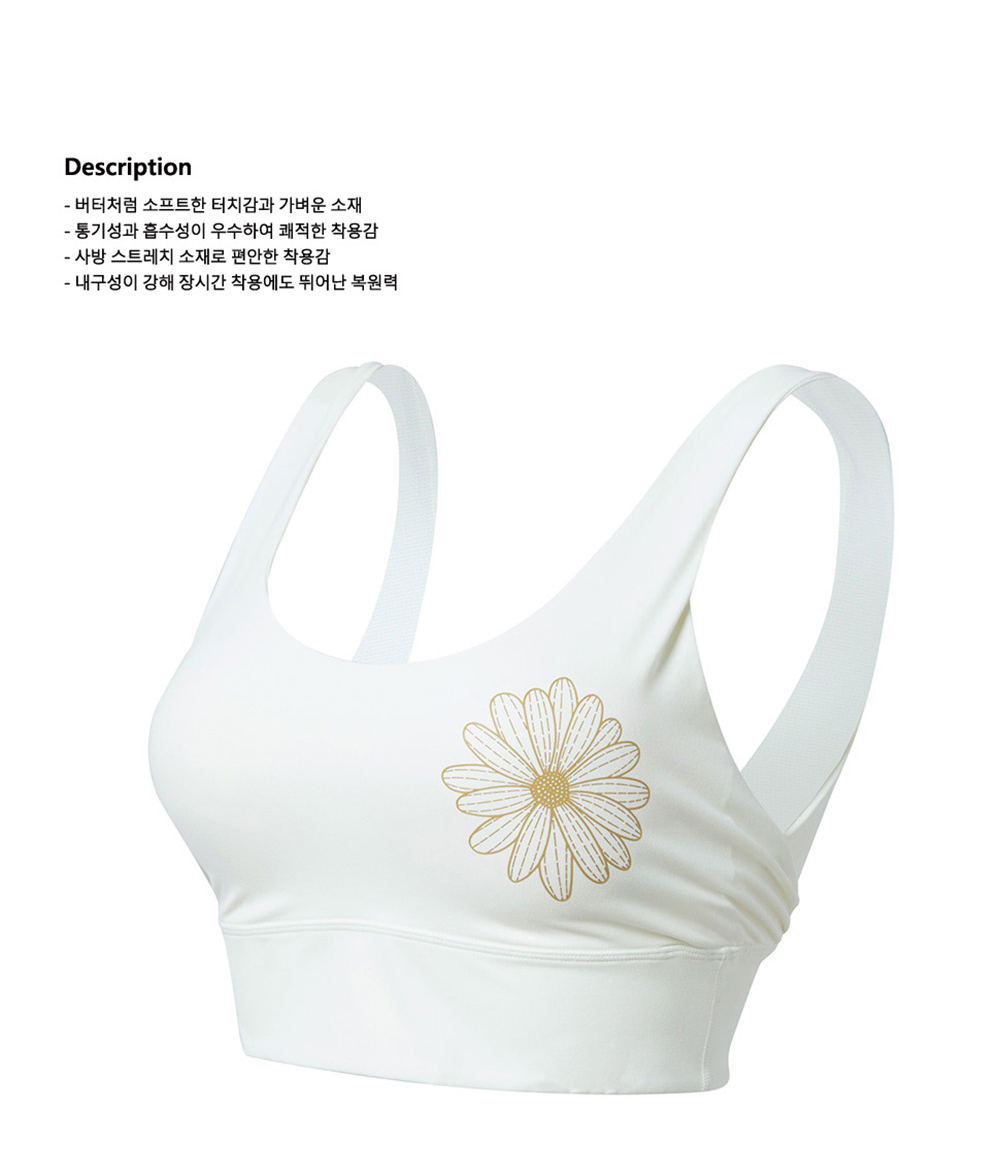 Description
- 버터처럼 소프트한 터치감과 가벼운 소재
- 통기성과 흡수성이 우수하여 쾌적한 착용감
- 사방 스트레치 소재로 편안한 착용감
- 내구성이 강해 장시간 착용에도 뛰어난 복원력